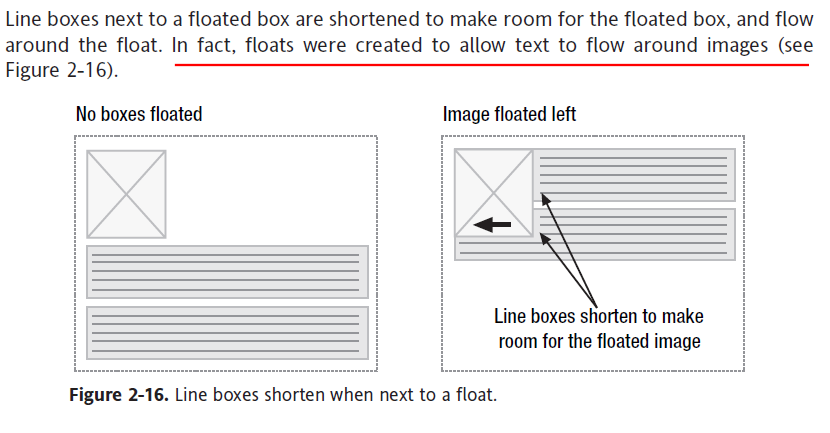 Line boxes next to a floated box are shortened to make room for the floated box, and flow
around the float. In fact, floats were created to allow text to flow around images (see
Figure 2-16).
No boxes floated
Image floated left
Line boxes shorten to make
room for the floated image
Figure 2-16. Line boxes shorten when next to a float.